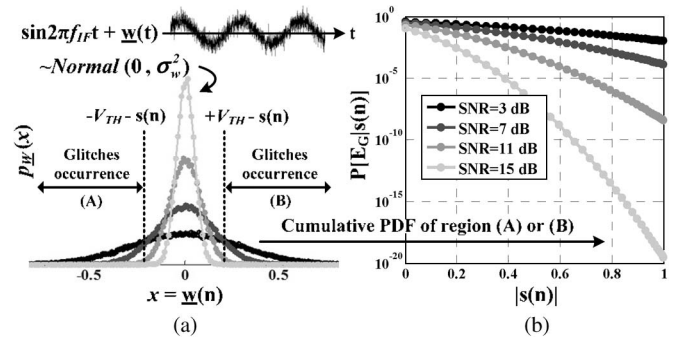 sin2πf_IF t + w(t)
t
~Normal (0 , σ_w^2)
-V_TH - s(n)
+V_TH - s(n)
Glitches
occurrence
(A)
Glitches
occurrence
(B)
p_W(x)
-0.5
0
0.5
x = w(n)
(a)
P[E_G|s(n)]
10^0
10^-5
10^-10
10^-15
10^-20
SNR=3 dB
SNR=7 dB
SNR=11 dB
SNR=15 dB
Cumulative PDF of region (A) or (B)
0
0.2
0.4
0.6
0.8
1
|s(n)|
(b)